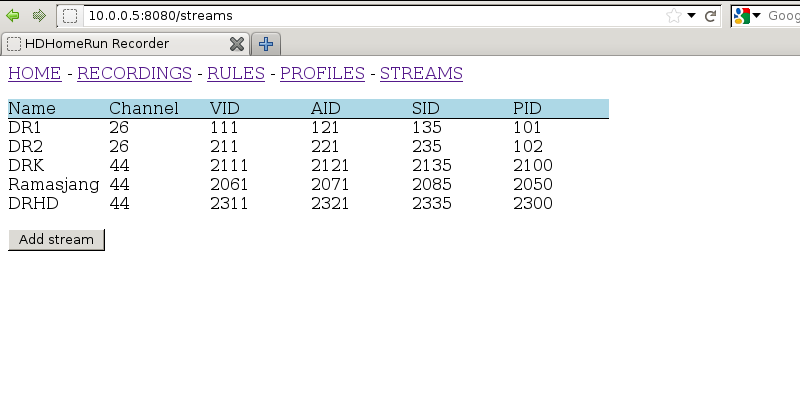 10.0.0.5:8080/streams
Goog
HDHomeRun Recorder
HOME - RECORDINGS - RULES - PROFILES - STREAMS
Name Channel VID AID SID PID
DR1 26 111 121 135 101
DR2 26 211 221 235 102
DRK 44 2111 2121 2135 2100
Ramasjang 44 2061 2071 2085 2050
DRHD 44 2311 2321 2335 2300
Add stream